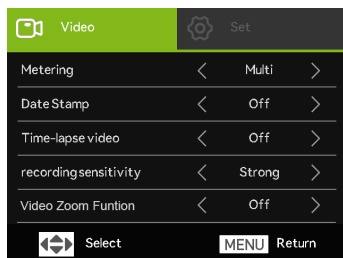 Video Set
Metering Multi
Date Stamp Off
Time-lapse video Off
recording sensitivity Strong
Video Zoom Funtion Off
Select MENU Return